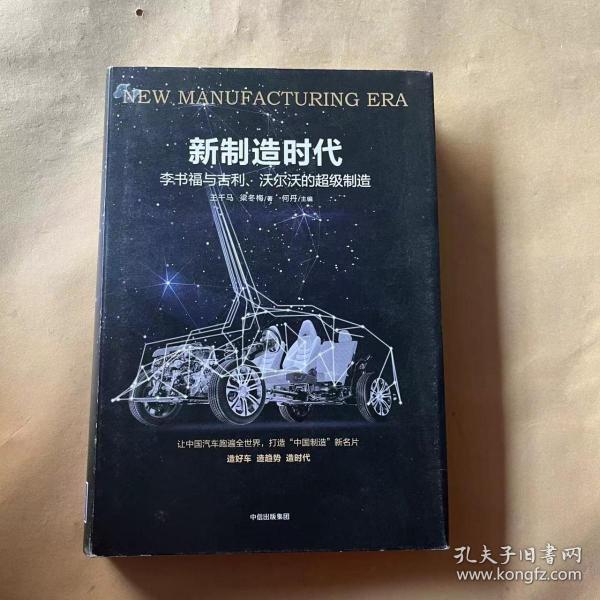 NEW MANUFACTURING ERA
新制造时代
李书福与吉利、沃尔沃的超级制造
王千马 梁冬梅/著 何丹/主编
让中国汽车跑遍全世界，打造“中国制造”新名片
造好车 造趋势 造时代
中信出版集团
孔夫子旧书网
www.kongfz.com